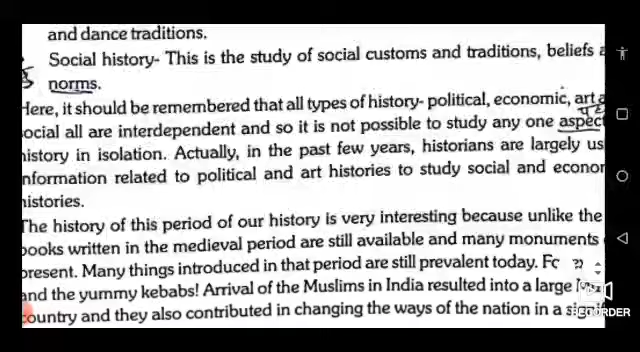 and dance traditions.
Social history- This is the study of social customs and traditions, beliefs
norms.
Here, it should be remembered that all types of history- political, economic, art
social all are interdependent and so it is not possible to study any one aspect
history in isolation. Actually, in the past few years, historians are largely us
nformation related to political and art histories to study social and econor
histories.
The history of this period of our history is very interesting because unlike the
books written in the medieval period are still available and many monuments
present. Many things introduced in that period are still prevalent today. Fo
and the yummy kebabs! Arrival of the Muslims in India resulted into a large
country and they also contributed in changing the ways of the nation in a signif